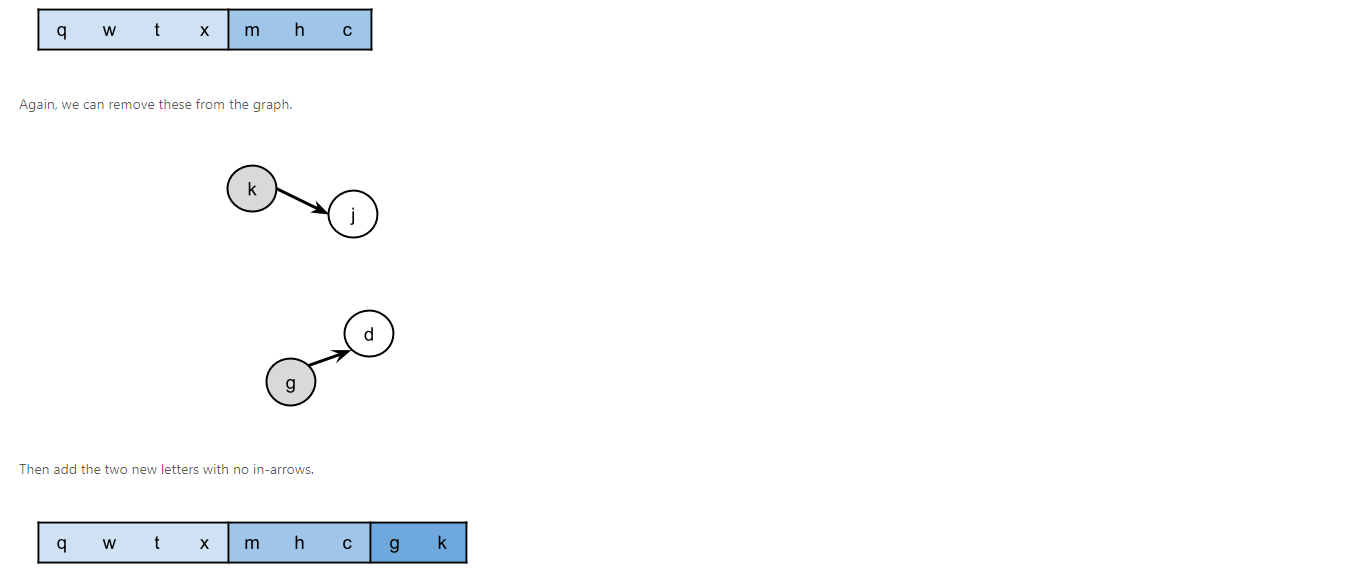 q w t x m h c
Again, we can remove these from the graph.
k
j
d
g
Then add the two new letters with no in-arrows.
q w t x m h c g k